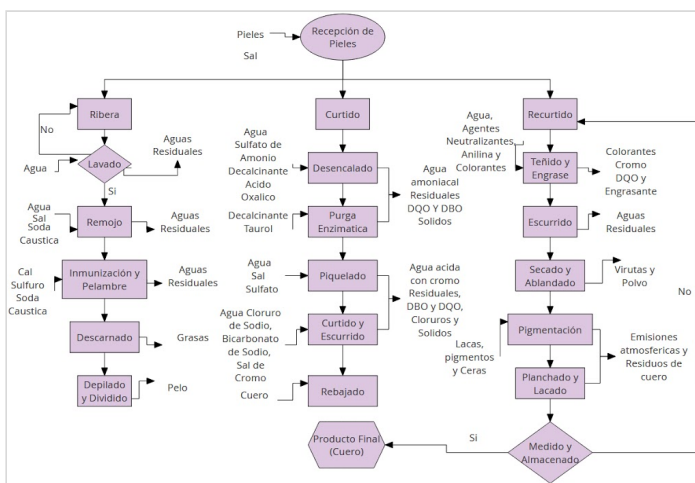 Pieles
Sal
Recepción de
Pieles
Ribera
No
Lavado
Agua
Aguas
Residuales
Si
Agua
Sal
Soda
Caustica
Remojo
Aguas
Residuales
Cal
Sulfuro
Soda
Caustica
Inmunización y
Pelambre
Aguas
Residuales
Descarnado
Grasas
Depilado
y Dividido
Pelo
Curtido
Agua
Sulfato de
Amonio
Decalcinante
Acido
Oxalico
Desencalado
Decalcinante
Taurol
Purga
Enzimatica
Agua
amoniacal
Residuales
DQO Y DBO
Solidos
Agua
Sal
Sulfato
Piquelado
Agua Cloruro
de Sodio,
Bicarbonato
de Sodio,
Sal de
Cromo
Curtido y
Escurrido
Agua acida
con cromo
Residuales,
DBO y DQO,
Cloruros y
Solidos
Cuero
Rebajado
Recurtido
Agua,
Agentes
Neutralizantes,
Anilina y
Colorantes
Teñido y
Engrase
Colorantes
Cromo
DQO y
Engrasante
Escurrido
Aguas
Residuales
Secado y
Ablandado
Virutas y
Polvo
No
Pigmentación
Lacas,
pigmentos
y Ceras
Planchado y
Lacado
Emisiones
atmosfericas y
Residuos de
cuero
Medido y
Almacenado
Si
Producto Final
(Cuero)